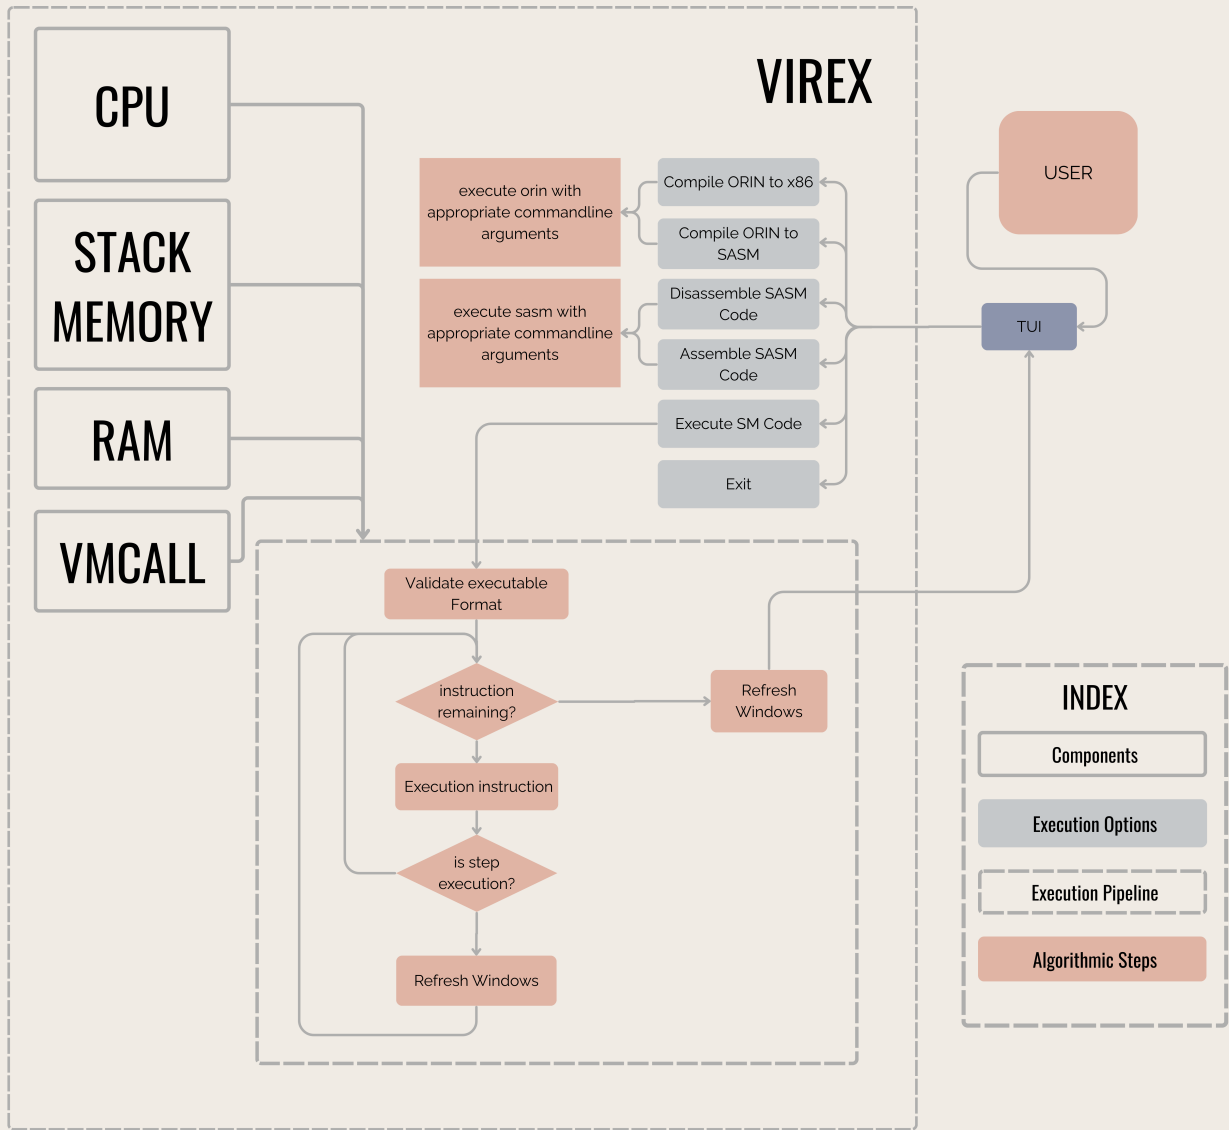 VIREX
CPU
STACK
MEMORY
RAM
VMCALL
execute orin with
appropriate commandline
arguments
execute sasm with
appropriate commandline
arguments
Compile ORIN to x86
Compile ORIN to
SASM
Disassemble SASM
Code
Assemble SASM
Code
Execute SM Code
Exit
USER
TUI
Validate executable
Format
instruction
remaining?
Refresh
Windows
Execution instruction
is step
execution?
Refresh Windows
INDEX
Components
Execution Options
Execution Pipeline
Algorithmic Steps